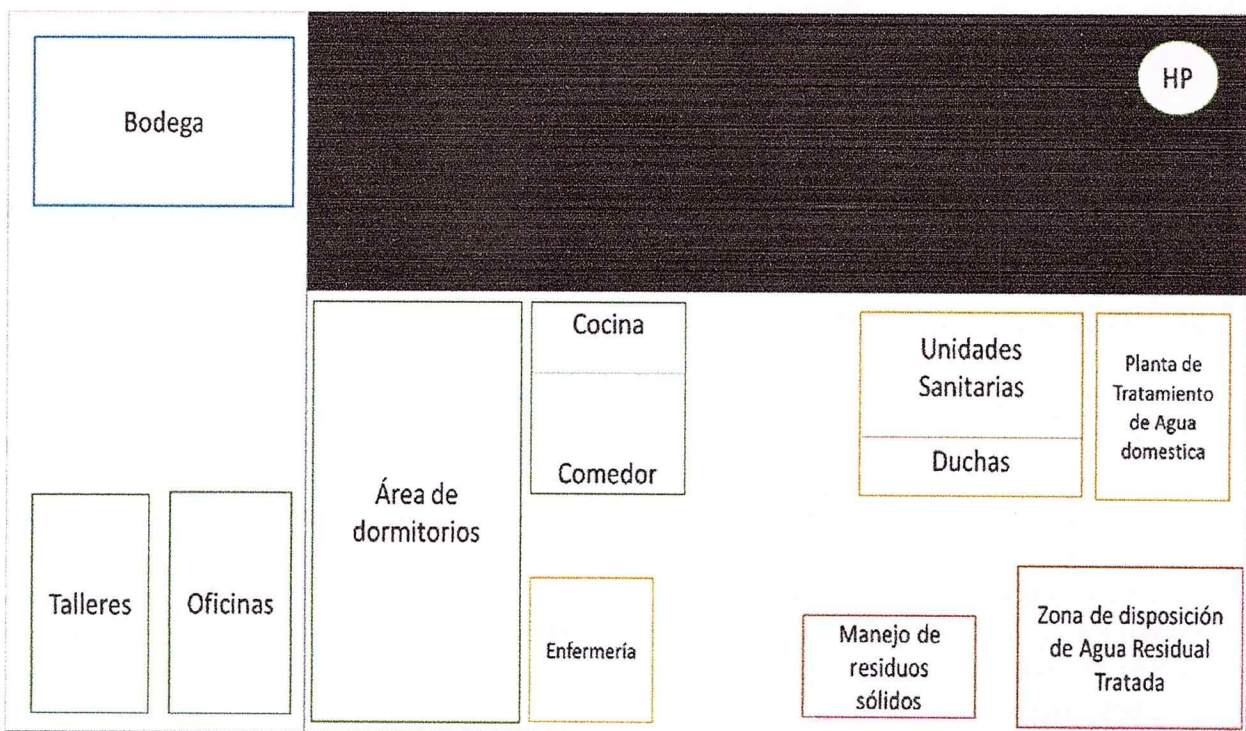 Bodega
HP
Cocina
Comedor
Unidades
Sanitarias
Duchas
Planta de
Tratamiento
de Agua
domestica
Área de
dormitorios
Talleres
Oficinas
Enfermería
Manejo de
residuos
sólidos
Zona de disposición
de Agua Residual
Tratada